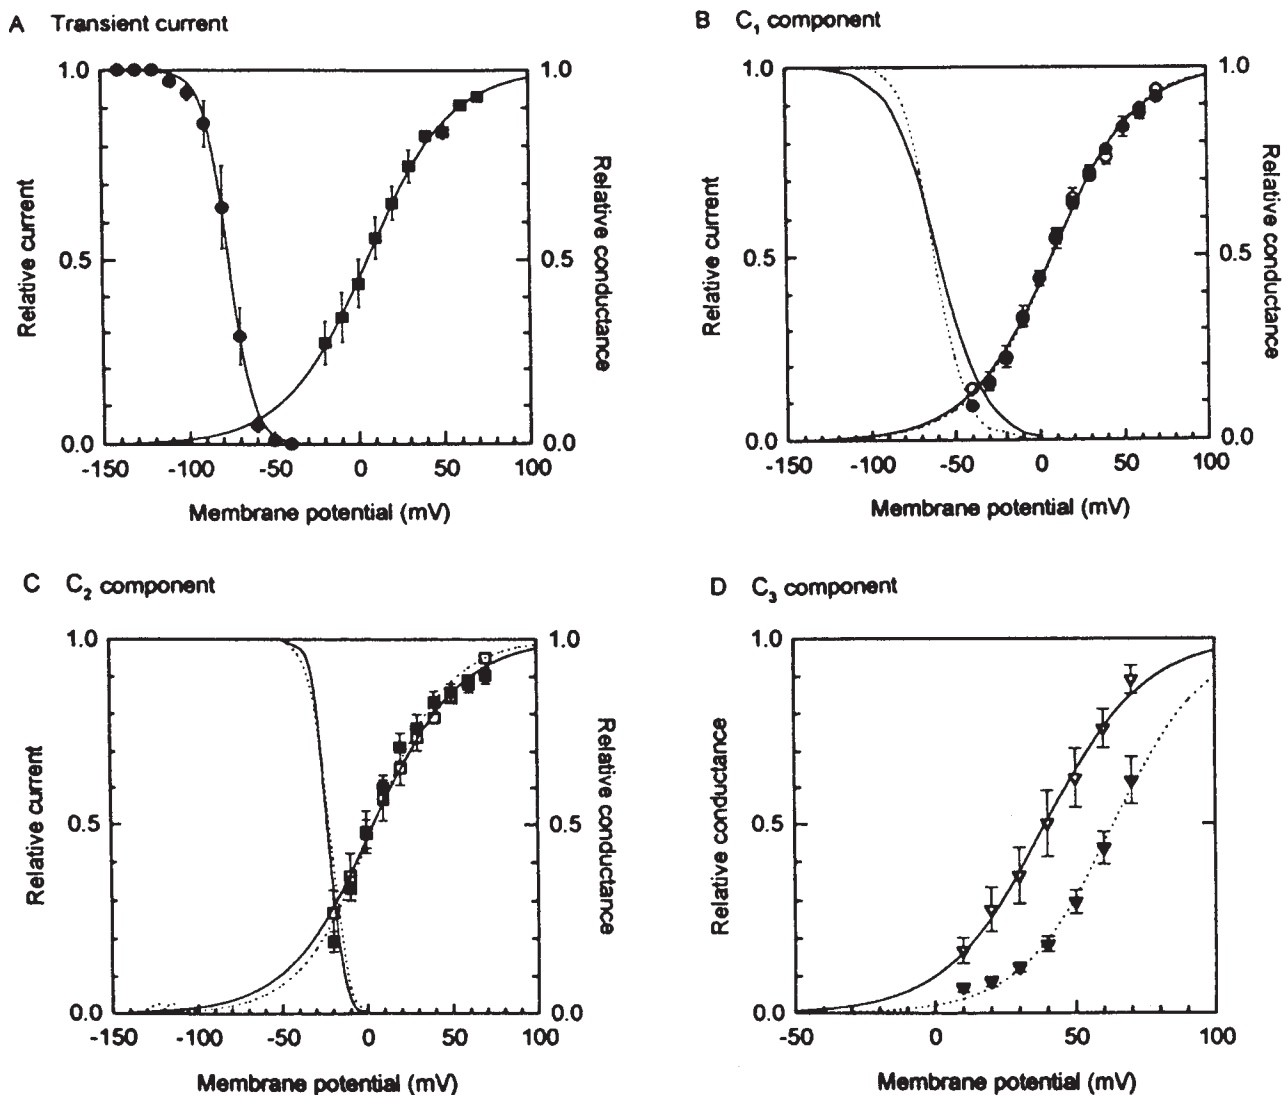 A Transient current
1.0
0.5
0.0
1.0
0.5
0.0
Relative current
Relative conductance
-150 -100 -50 0 50 100
Membrane potential (mV)
B C₁ component
1.0
0.5
0.0
1.0
0.5
0.0
Relative current
Relative conductance
-150 -100 -50 0 50 100
Membrane potential (mV)
C C₂ component
1.0
0.5
0.0
1.0
0.5
0.0
Relative current
Relative conductance
-150 -100 -50 0 50 100
Membrane potential (mV)
D C₃ component
1.0
0.5
0.0
Relative conductance
-50 0 50 100
Membrane potential (mV)